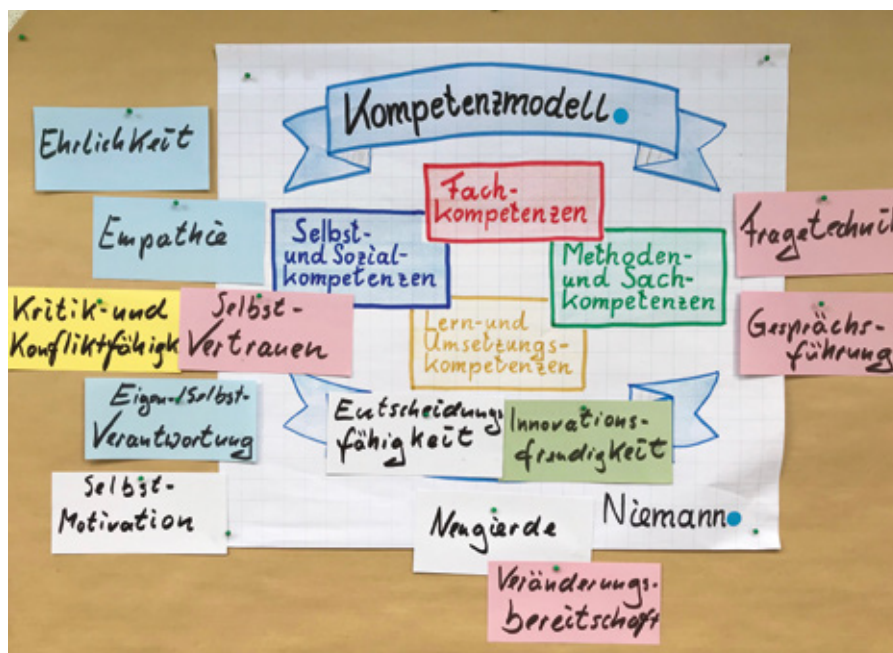 Kompetenzmodell.
Ehrlichkeit
Empathie
Kritik- und
Konfliktfähigk
Selbst-
Vertrauen
Eigen-/Selbst-
Verantwortung
Selbst-
Motivation
Fach-
kompetenzen
Selbst-
und Sozial-
kompetenzen
Methoden-
und Sach-
kompetenzen
Lern- und
Umsetzungs-
kompetenzen
Entscheidungs
fähigkeit
Innovations-
freudigkeit
Neugierde
Veränderungs-
bereitschaft
Fragetechnik
Gesprächs-
führung
Niemann.